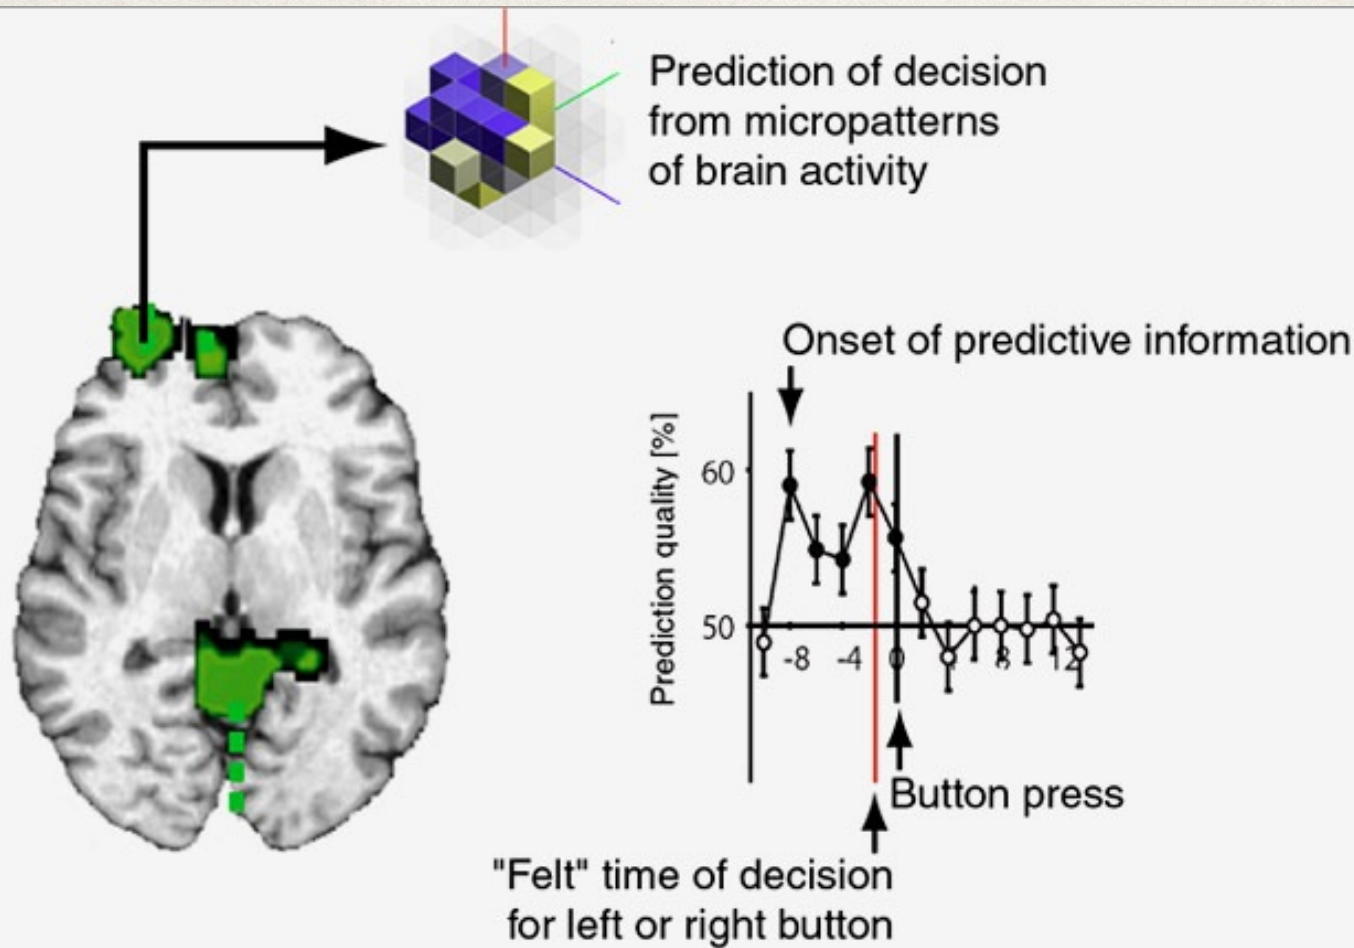 Prediction of decision
from micropatterns
of brain activity
Onset of predictive information
Prediction quality [%]
60
50
-8
-4
0
8
12
Button press
"Felt" time of decision
for left or right button